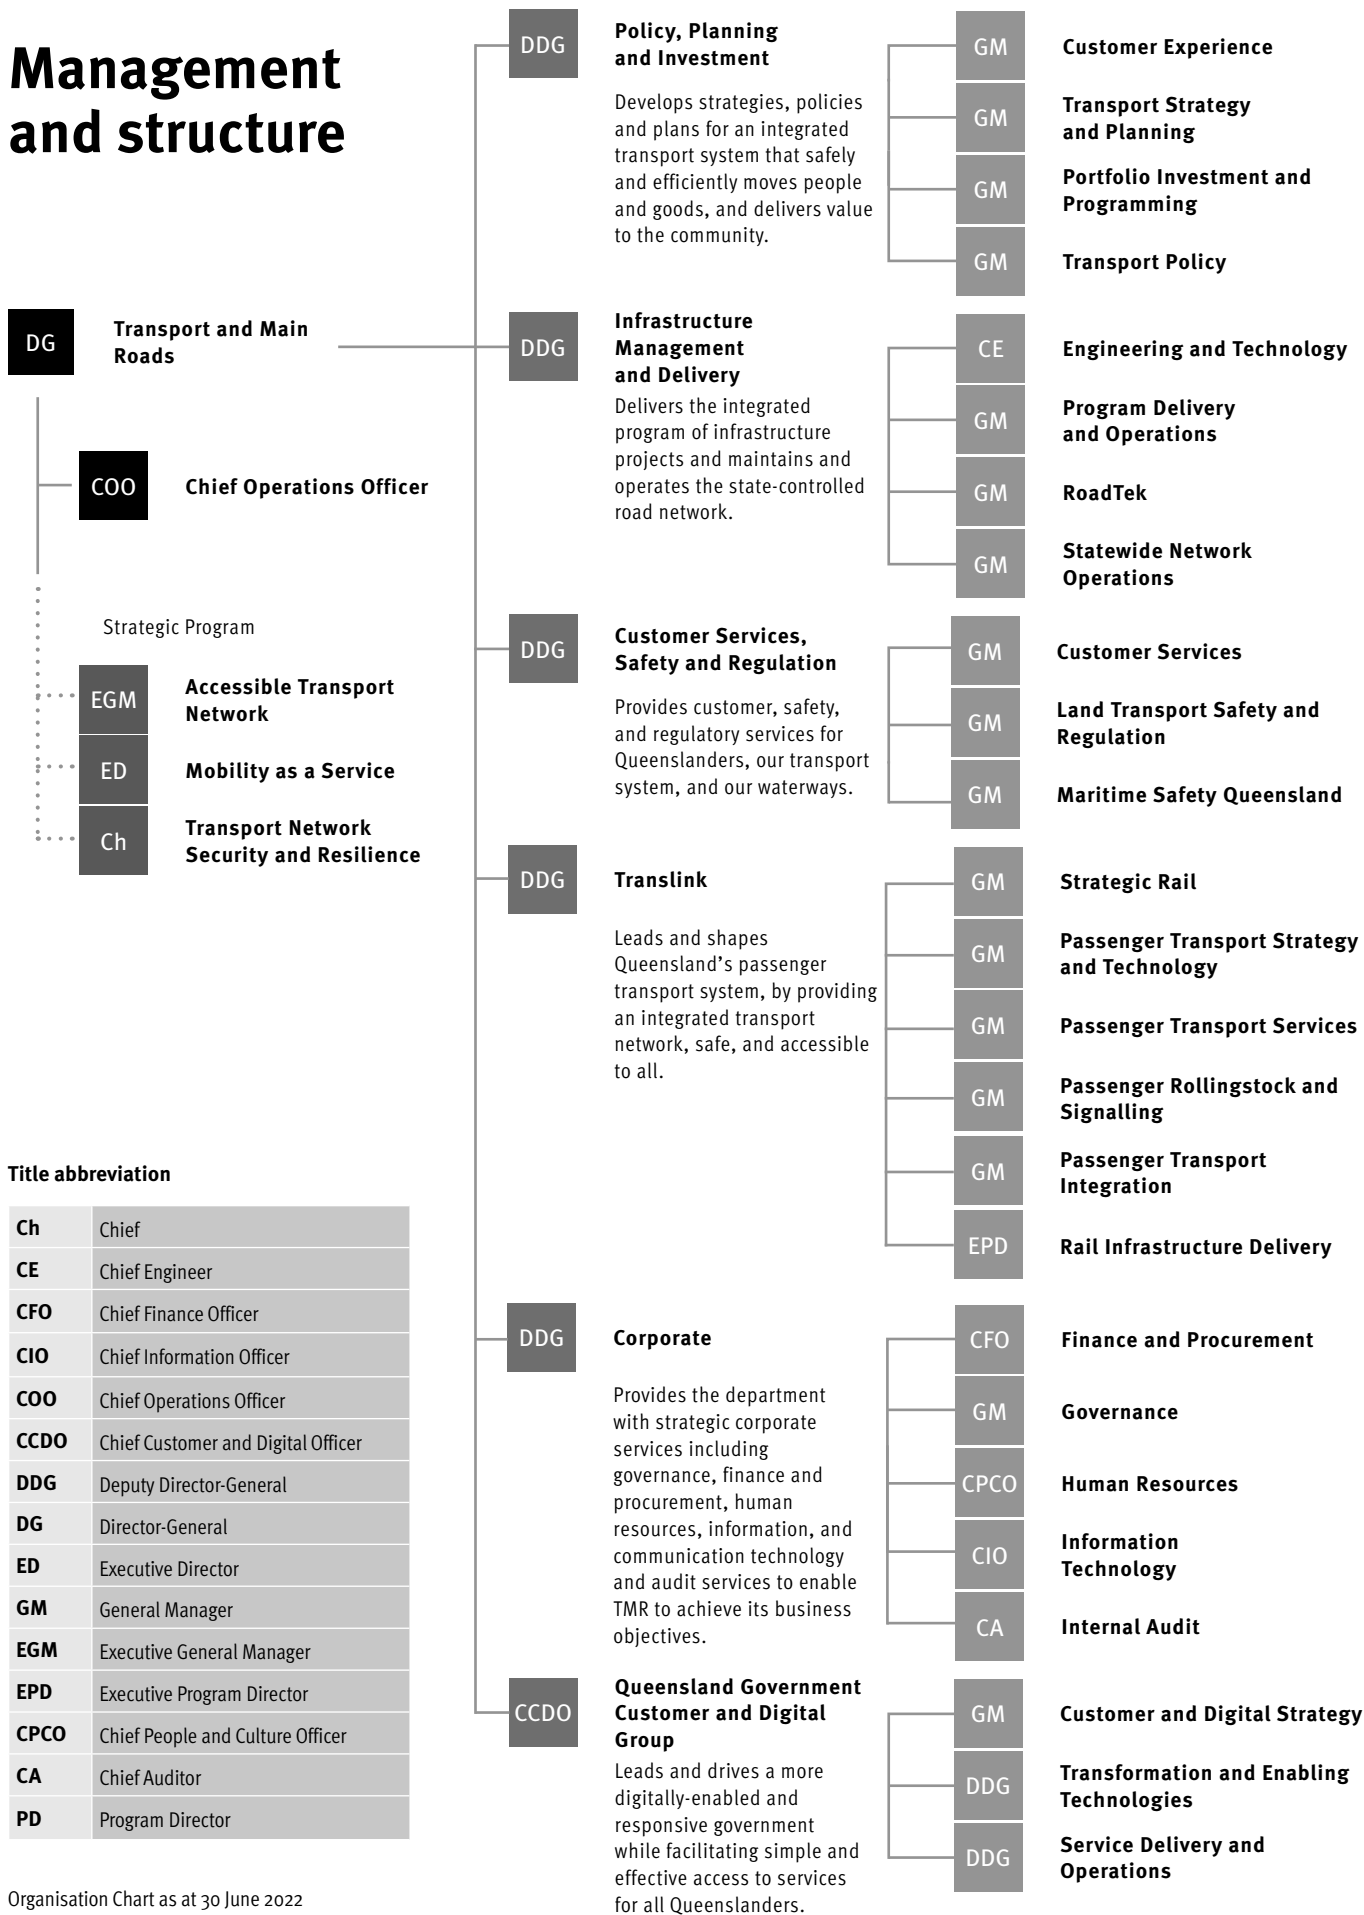 Management
and structure
DG
Transport and Main
Roads
COO
Chief Operations Officer
Strategic Program
EGM
Accessible Transport
Network
ED
Mobility as a Service
Ch
Transport Network
Security and Resilience
DDG
Policy, Planning
and Investment
Develops strategies, policies
and plans for an integrated
transport system that safely
and efficiently moves people
and goods, and delivers value
to the community.
GM
Customer Experience
GM
Transport Strategy
and Planning
GM
Portfolio Investment and
Programming
GM
Transport Policy
DDG
Infrastructure
Management
and Delivery
Delivers the integrated
program of infrastructure
projects and maintains and
operates the state-controlled
road network.
CE
Engineering and Technology
GM
Program Delivery
and Operations
GM
RoadTek
GM
Statewide Network
Operations
DDG
Customer Services,
Safety and Regulation
Provides customer, safety,
and regulatory services for
Queenslanders, our transport
system, and our waterways.
GM
Customer Services
GM
Land Transport Safety and
Regulation
GM
Maritime Safety Queensland
DDG
Translink
Leads and shapes
Queensland’s passenger
transport system, by providing
an integrated transport
network, safe, and accessible
to all.
GM
Strategic Rail
GM
Passenger Transport Strategy
and Technology
GM
Passenger Transport Services
GM
Passenger Rollingstock and
Signalling
GM
Passenger Transport
Integration
EPD
Rail Infrastructure Delivery
DDG
Corporate
Provides the department
with strategic corporate
services including
governance, finance and
procurement, human
resources, information, and
communication technology
and audit services to enable
TMR to achieve its business
objectives.
CFO
Finance and Procurement
GM
Governance
CPCO
Human Resources
CIO
Information
Technology
CA
Internal Audit
CCDO
Queensland Government
Customer and Digital
Group
Leads and drives a more
digitally-enabled and
responsive government
while facilitating simple and
effective access to services
for all Queenslanders.
GM
Customer and Digital Strategy
DDG
Transformation and Enabling
Technologies
DDG
Service Delivery and
Operations
Title abbreviation
Ch Chief
CE Chief Engineer
CFO Chief Finance Officer
CIO Chief Information Officer
COO Chief Operations Officer
CCDO Chief Customer and Digital Officer
DDG Deputy Director-General
DG Director-General
ED Executive Director
GM General Manager
EGM Executive General Manager
EPD Executive Program Director
CPCO Chief People and Culture Officer
CA Chief Auditor
PD Program Director
Organisation Chart as at 30 June 2022